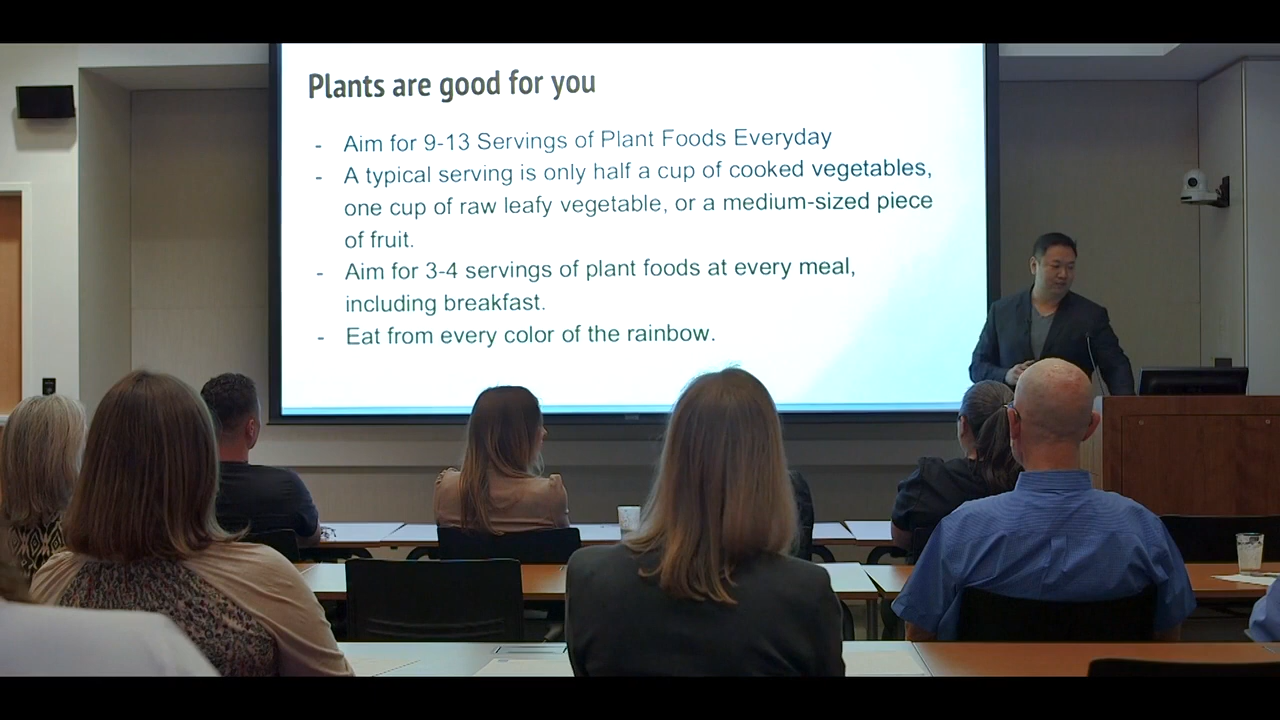 Plants are good for you
- Aim for 9-13 Servings of Plant Foods Everyday
- A typical serving is only half a cup of cooked vegetables,
one cup of raw leafy vegetable, or a medium-sized piece
of fruit.
- Aim for 3-4 servings of plant foods at every meal,
including breakfast.
- Eat from every color of the rainbow.